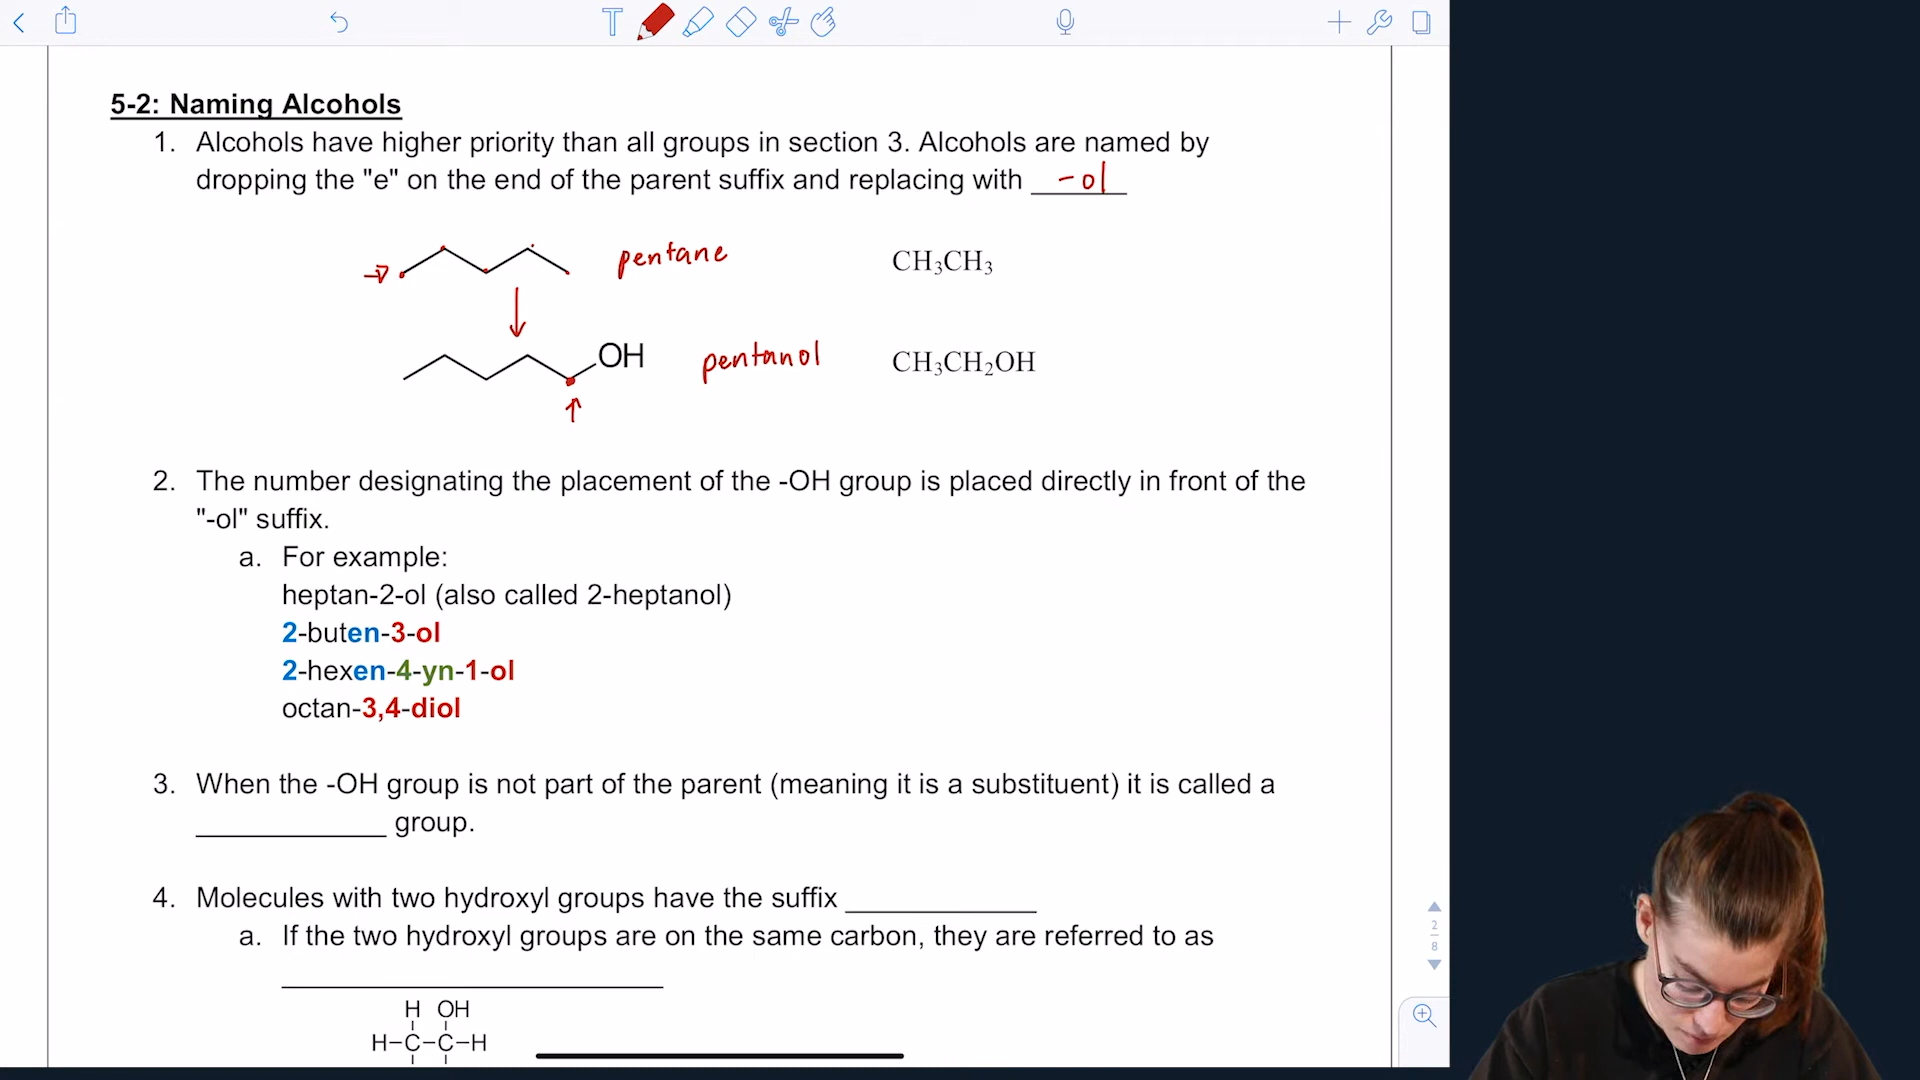 5-2: Naming Alcohols
1. Alcohols have higher priority than all groups in section 3. Alcohols are named by
dropping the "e" on the end of the parent suffix and replacing with -ol
pentane
CH₃CH₃
OH
pentanol
CH₃CH₂OH
2. The number designating the placement of the -OH group is placed directly in front of the
"-ol" suffix.
a. For example:
heptan-2-ol (also called 2-heptanol)
2-buten-3-ol
2-hexen-4-yn-1-ol
octan-3,4-diol
3. When the -OH group is not part of the parent (meaning it is a substituent) it is called a
____________ group.
4. Molecules with two hydroxyl groups have the suffix ____________
a. If the two hydroxyl groups are on the same carbon, they are referred to as
________________________
2
8
H OH
H-C-C-H